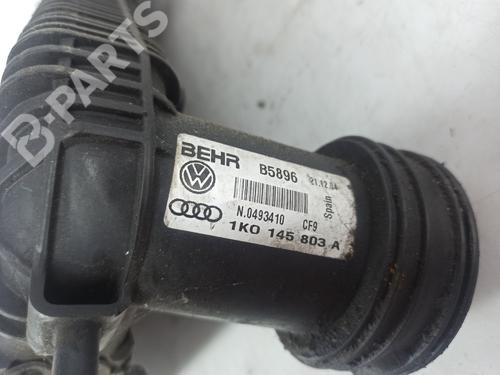 B-PARTS
BEHR B5896 21.12.04
N.0493410 CF9 Spain
1K0 145 803 A